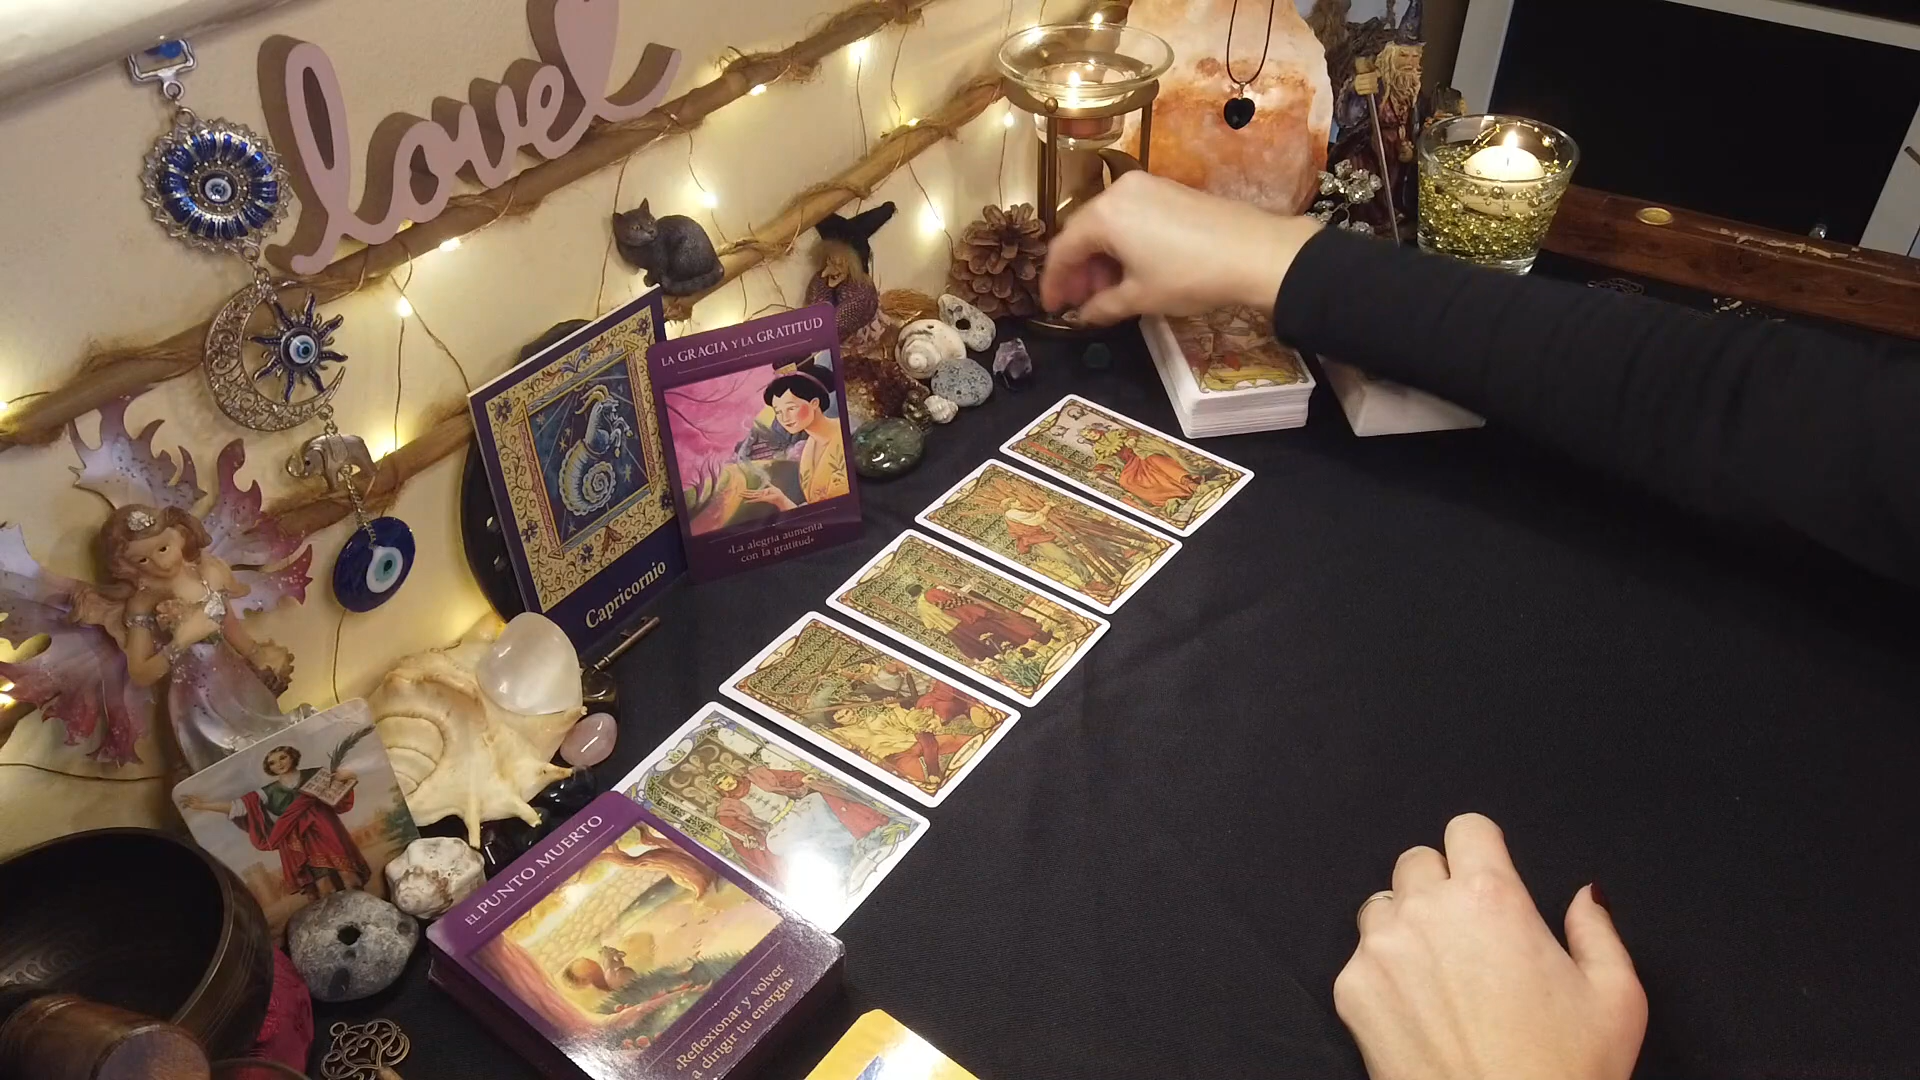 love
LA GRACIA Y LA GRATITUD
«La alegría aumenta
con la gratitud»
Capricornio
EL PUNTO MUERTO
«Reflexionar y volver
a dirigir tu energía»